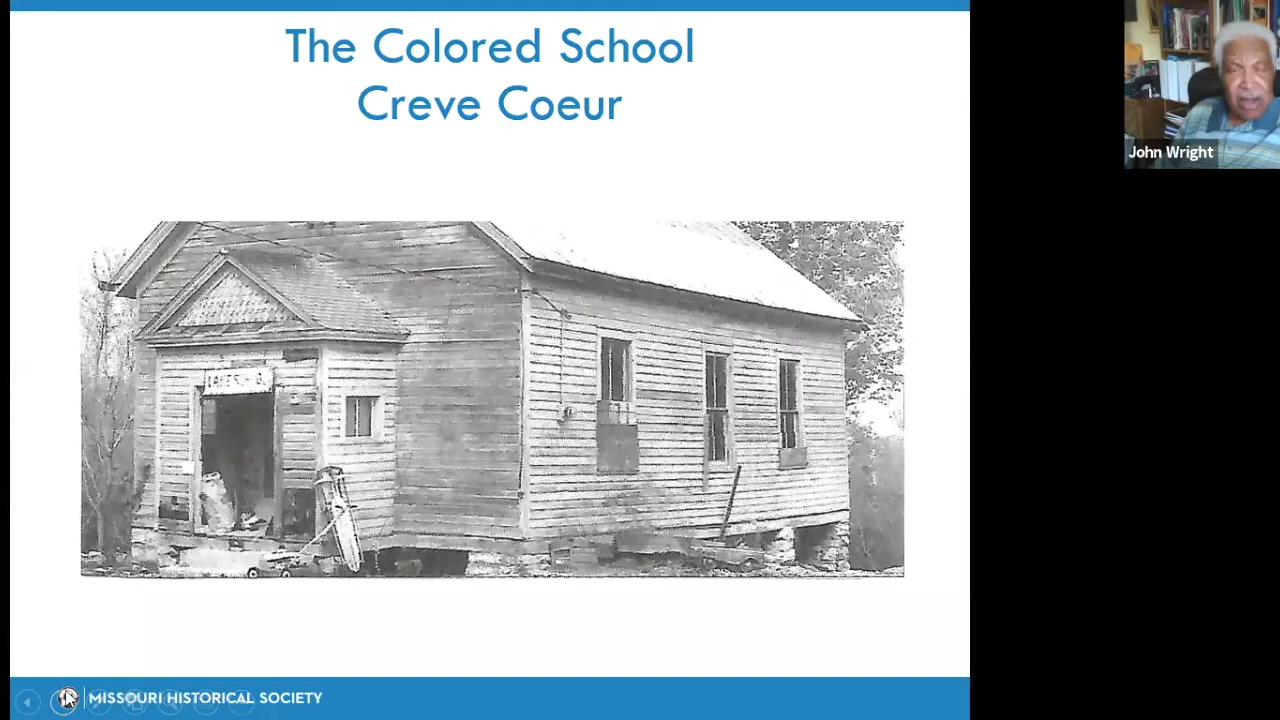 The Colored School
Creve Coeur
John Wright
MISSOURI HISTORICAL SOCIETY